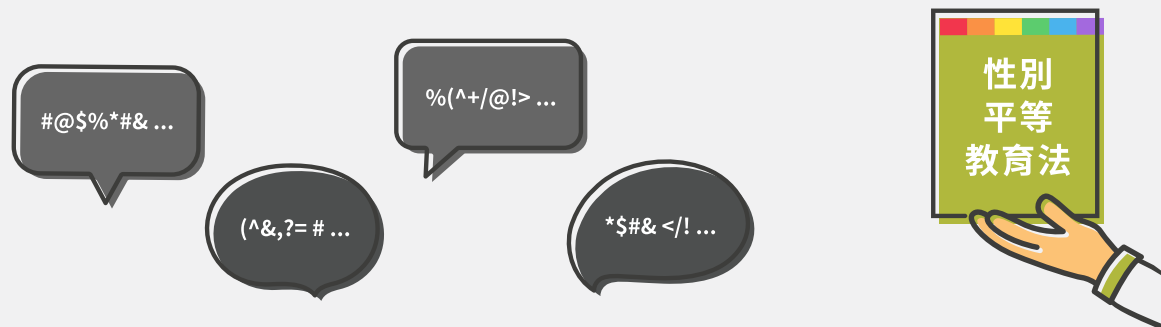 #@$%*#& ...
(^&,?= # ...
%(^+/@!> ...
*$#& </! ...
性別
平等
教育法